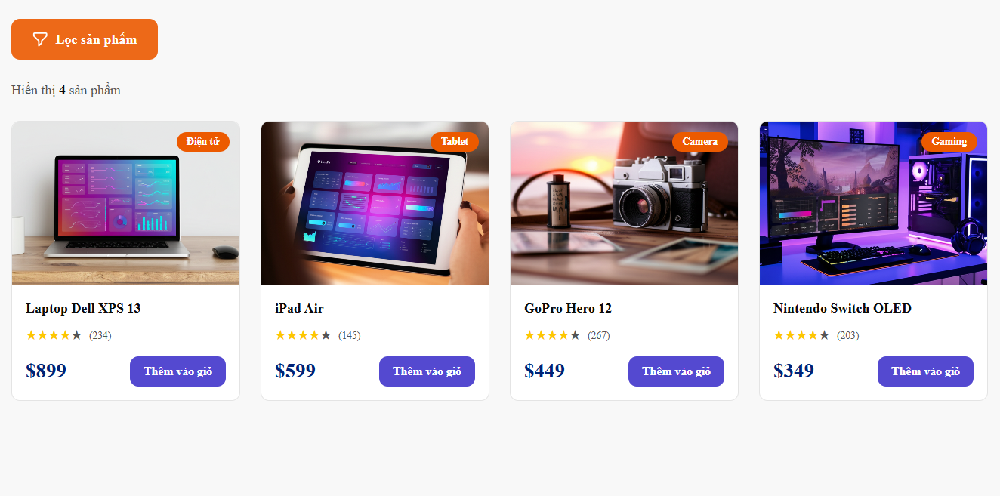 Lọc sản phẩm
Hiển thị 4 sản phẩm
Điện tử
Laptop Dell XPS 13
★★★★★ (234)
$899
Thêm vào giỏ
Tablet
iPad Air
★★★★★ (145)
$599
Thêm vào giỏ
Camera
GoPro Hero 12
★★★★★ (267)
$449
Thêm vào giỏ
Gaming
Nintendo Switch OLED
★★★★★ (203)
$349
Thêm vào giỏ